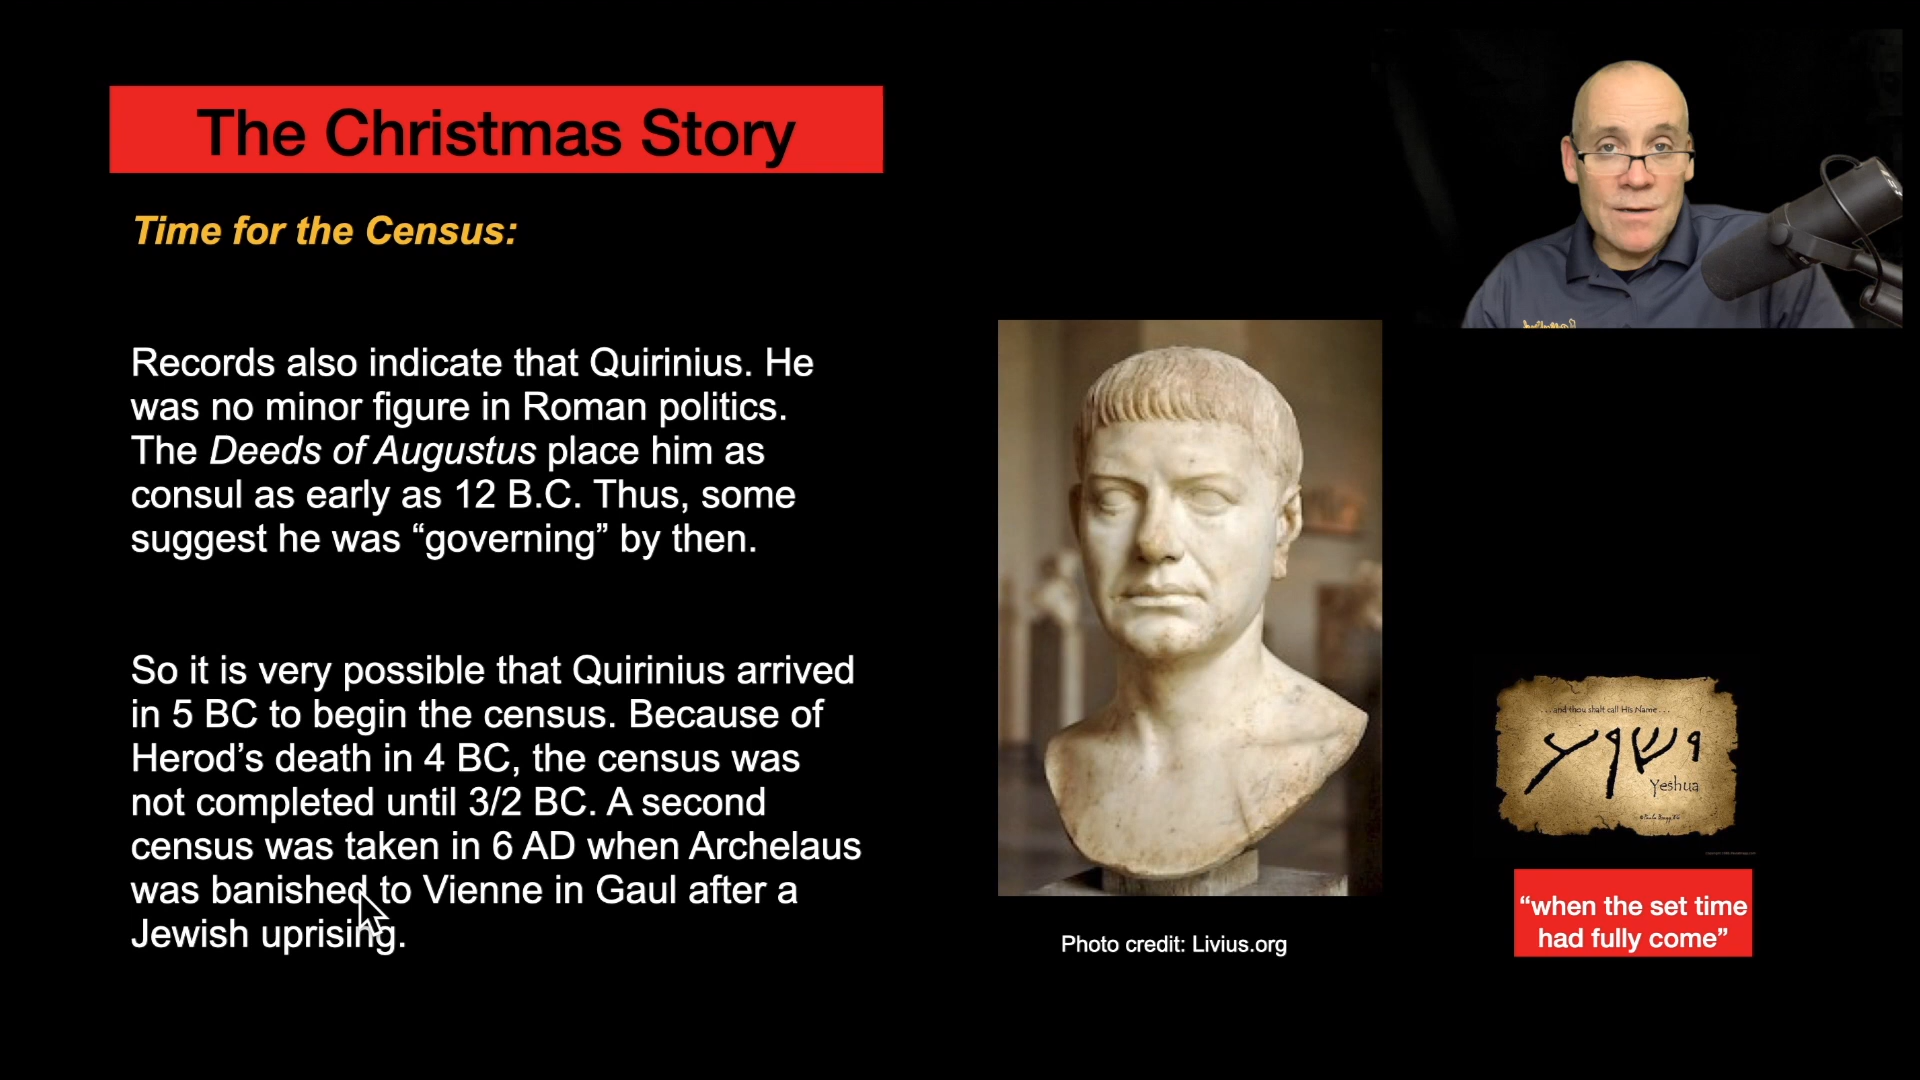 The Christmas Story
Time for the Census:
Records also indicate that Quirinius. He
was no minor figure in Roman politics.
The Deeds of Augustus place him as
consul as early as 12 B.C. Thus, some
suggest he was “governing” by then.
So it is very possible that Quirinius arrived
in 5 BC to begin the census. Because of
Herod’s death in 4 BC, the census was
not completed until 3/2 BC. A second
census was taken in 6 AD when Archelaus
was banished to Vienne in Gaul after a
Jewish uprising.
Photo credit: Livius.org
...and thou shalt call His Name...
Yeshua
“when the set time
had fully come”